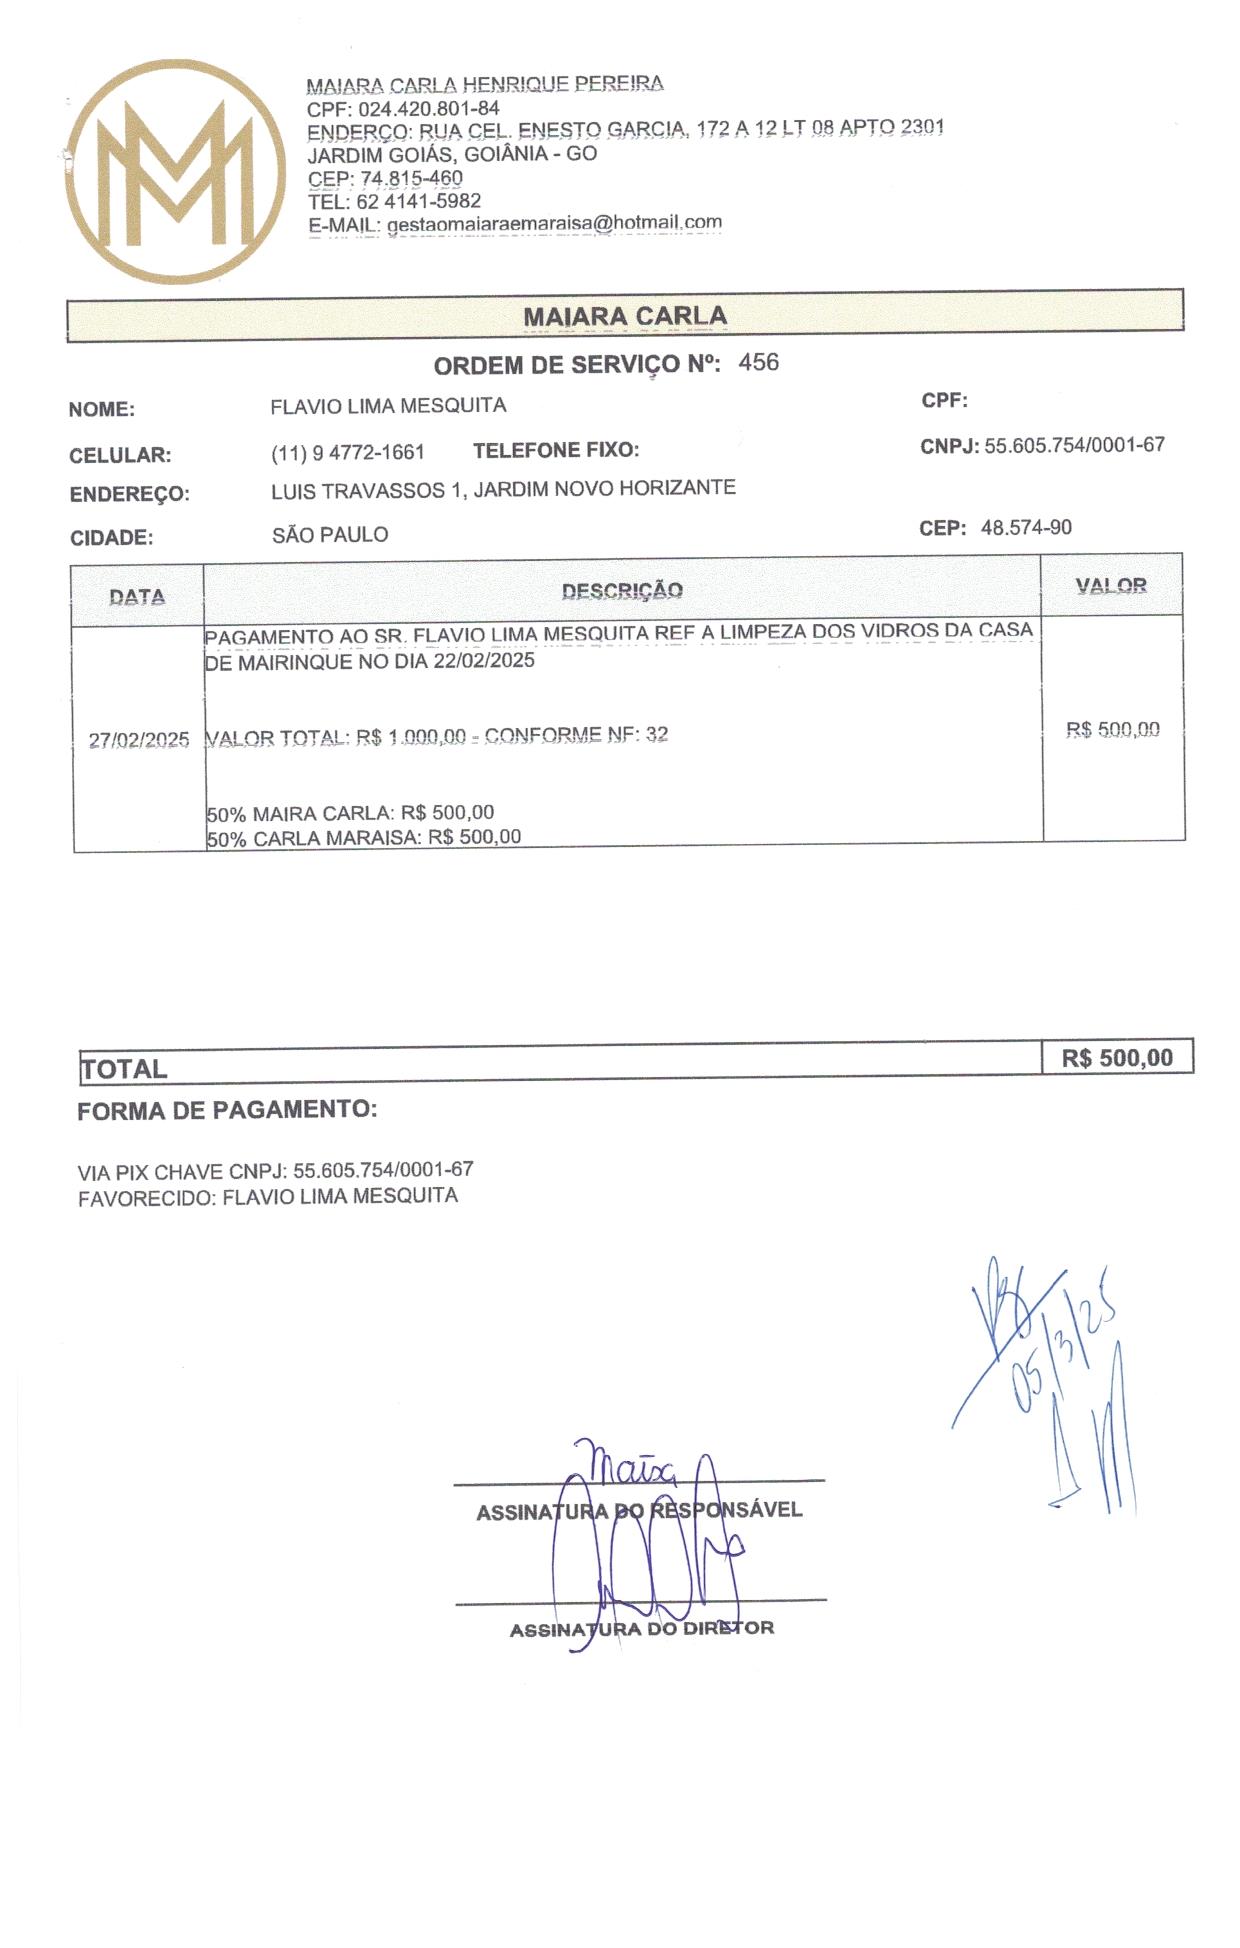 MAIARA CARLA HENRIQUE PEREIRA
CPF: 024.420.801-84
ENDERÇO: RUA CEL. ENESTO GARCIA, 172 A 12 LT 08 APTO 2301
JARDIM GOIÁS, GOIÂNIA - GO
CEP: 74.815-460
TEL: 62 4141-5982
E-MAIL: gestaomaiaraemaraisa@hotmail.com
MAIARA CARLA
ORDEM DE SERVIÇO Nº: 456
NOME: FLAVIO LIMA MESQUITA CPF:
CELULAR: (11) 9 4772-1661 TELEFONE FIXO: CNPJ: 55.605.754/0001-67
ENDEREÇO: LUIS TRAVASSOS 1, JARDIM NOVO HORIZANTE
CIDADE: SÃO PAULO CEP: 48.574-90
DATA DESCRIÇÃO VALOR
PAGAMENTO AO SR. FLAVIO LIMA MESQUITA REF A LIMPEZA DOS VIDROS DA CASA
DE MAIRINQUE NO DIA 22/02/2025
27/02/2025 VALOR TOTAL: R$ 1.000,00 - CONFORME NF: 32 R$ 500,00
50% MAIRA CARLA: R$ 500,00
50% CARLA MARAISA: R$ 500,00
TOTAL R$ 500,00
FORMA DE PAGAMENTO:
VIA PIX CHAVE CNPJ: 55.605.754/0001-67
FAVORECIDO: FLAVIO LIMA MESQUITA
05/3/25
Maisa
ASSINATURA DO RESPONSÁVEL
ASSINATURA DO DIRETOR